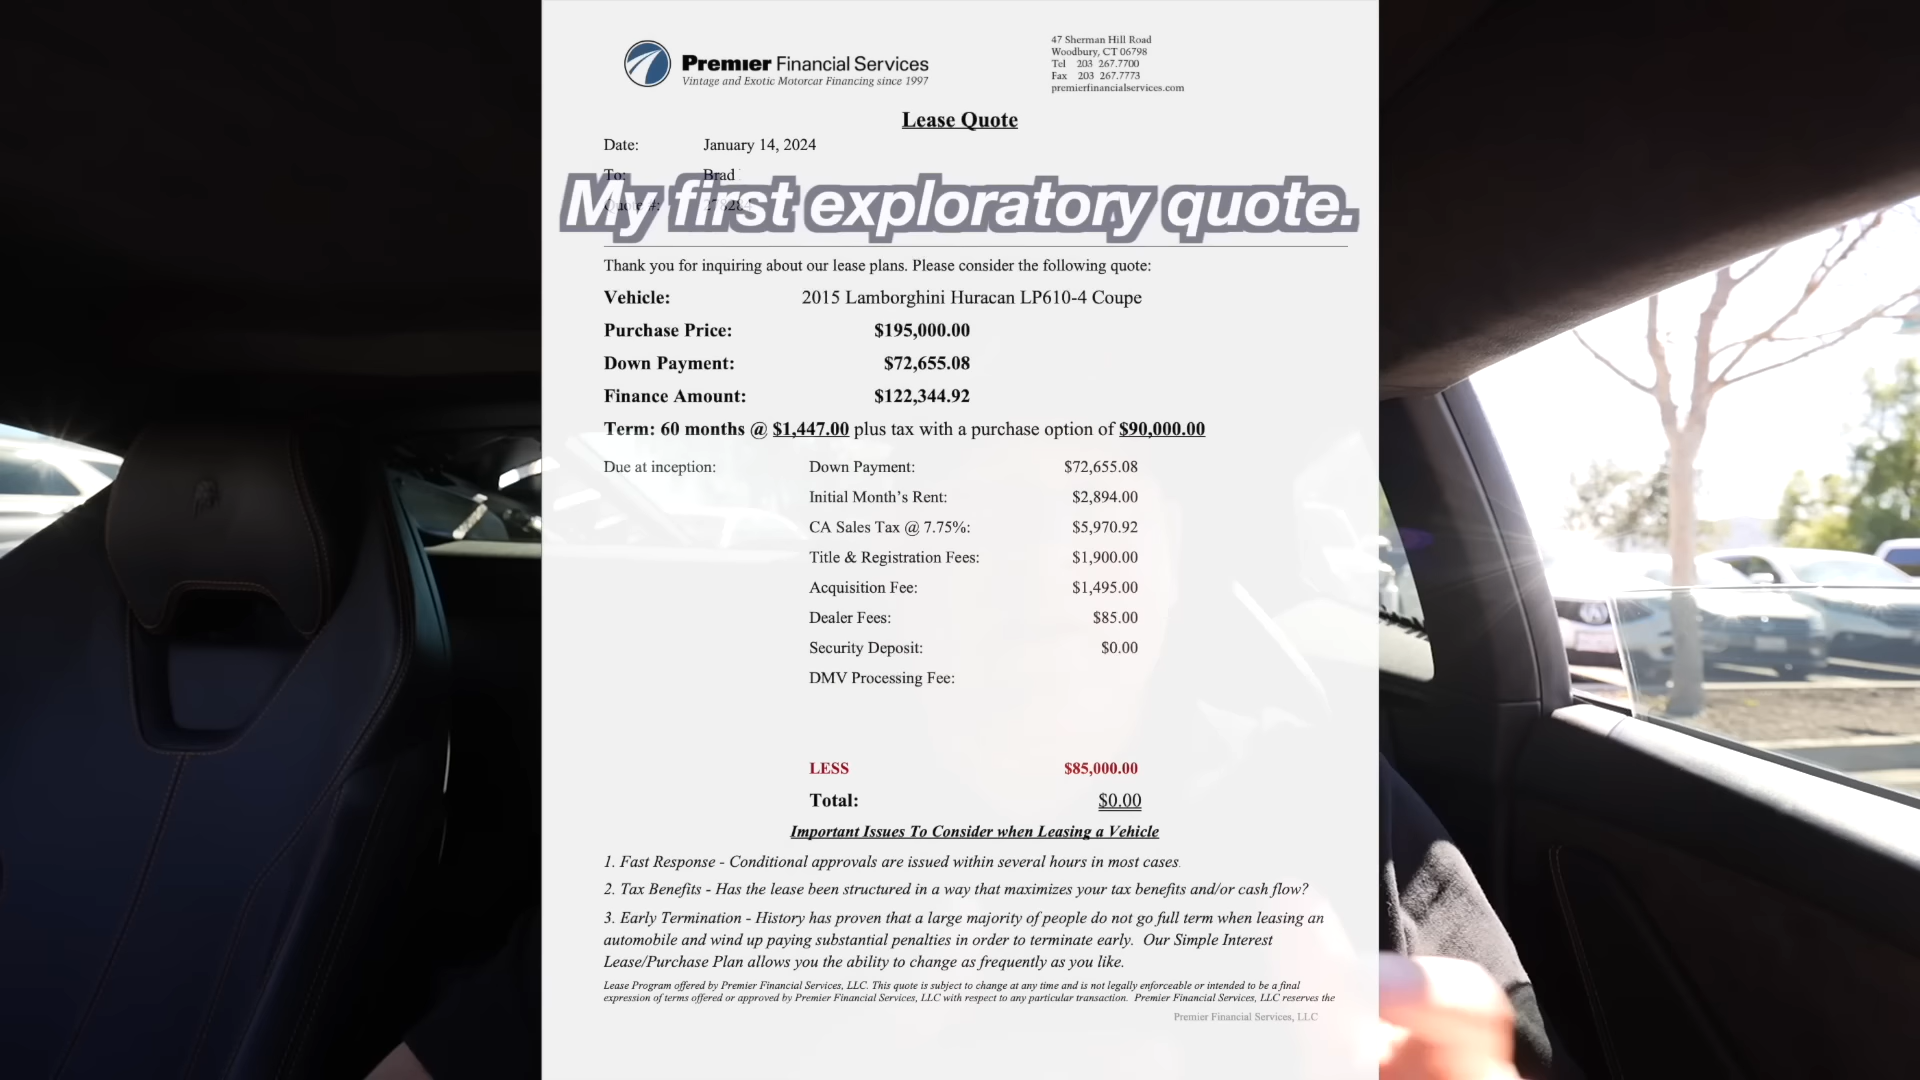 Premier Financial Services
Vintage and Exotic Motorcar Financing since 1997
47 Sherman Hill Road
Woodbury, CT 06798
Tel 203 267.7700
Fax 203 267.7773
premierfinancialservices.com
Lease Quote
Date: January 14, 2024
To: Brad
Quote #: 278284
My first exploratory quote.
Thank you for inquiring about our lease plans. Please consider the following quote:
Vehicle: 2015 Lamborghini Huracan LP610-4 Coupe
Purchase Price: $195,000.00
Down Payment: $72,655.08
Finance Amount: $122,344.92
Term: 60 months @ $1,447.00 plus tax with a purchase option of $90,000.00
Due at inception: Down Payment: $72,655.08
Initial Month’s Rent: $2,894.00
CA Sales Tax @ 7.75%: $5,970.92
Title & Registration Fees: $1,900.00
Acquisition Fee: $1,495.00
Dealer Fees: $85.00
Security Deposit: $0.00
DMV Processing Fee:
LESS $85,000.00
Total: $0.00
Important Issues To Consider when Leasing a Vehicle
1. Fast Response - Conditional approvals are issued within several hours in most cases.
2. Tax Benefits - Has the lease been structured in a way that maximizes your tax benefits and/or cash flow?
3. Early Termination - History has proven that a large majority of people do not go full term when leasing an
automobile and wind up paying substantial penalties in order to terminate early. Our Simple Interest
Lease/Purchase Plan allows you the ability to change as frequently as you like.
Lease Program offered by Premier Financial Services, LLC. This quote is subject to change at any time and is not legally enforceable or intended to be a final
expression of terms offered or approved by Premier Financial Services, LLC with respect to any particular transaction. Premier Financial Services, LLC reserves the
Premier Financial Services, LLC